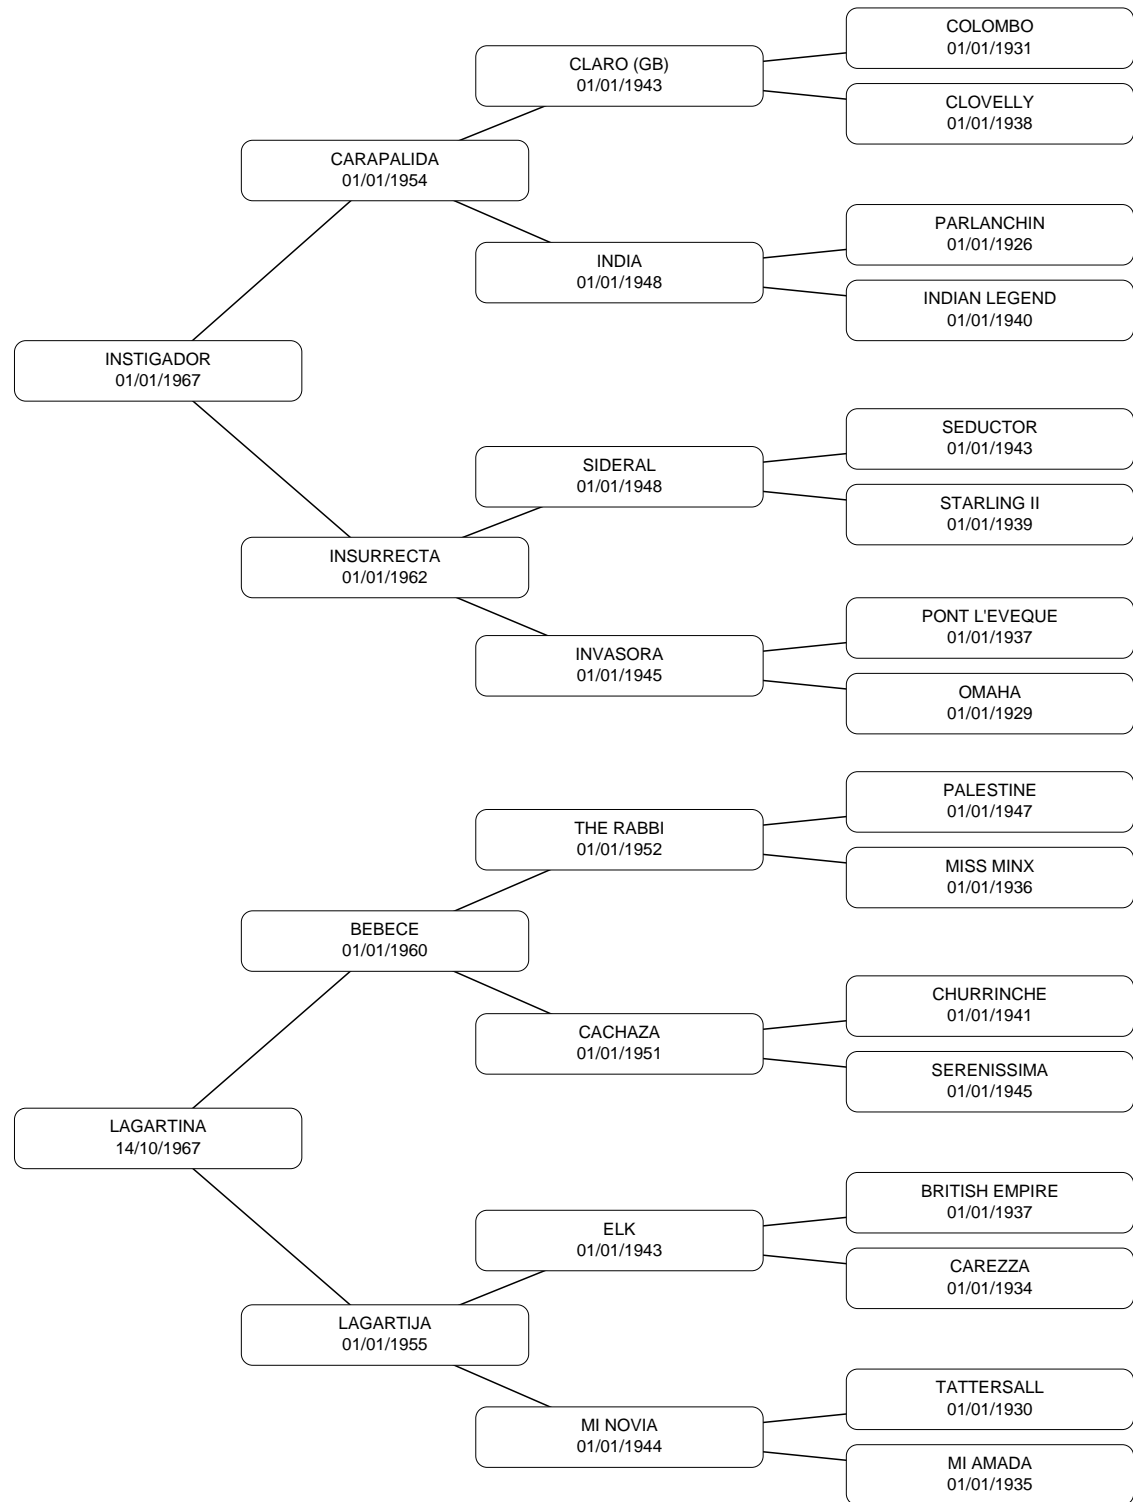 COLOMBO
01/01/1931
CLARO (GB)
01/01/1943
CLOVELLY
01/01/1938
CARAPALIDA
01/01/1954
PARLANCHIN
01/01/1926
INDIA
01/01/1948
INDIAN LEGEND
01/01/1940
INSTIGADOR
01/01/1967
SEDUCTOR
01/01/1943
SIDERAL
01/01/1948
STARLING II
01/01/1939
INSURRECTA
01/01/1962
PONT L'EVEQUE
01/01/1937
INVASORA
01/01/1945
OMAHA
01/01/1929
PALESTINE
01/01/1947
THE RABBI
01/01/1952
MISS MINX
01/01/1936
BEBECE
01/01/1960
CHURRINCHE
01/01/1941
CACHAZA
01/01/1951
SERENISSIMA
01/01/1945
LAGARTINA
14/10/1967
BRITISH EMPIRE
01/01/1937
ELK
01/01/1943
CAREZZA
01/01/1934
LAGARTIJA
01/01/1955
TATTERSALL
01/01/1930
MI NOVIA
01/01/1944
MI AMADA
01/01/1935